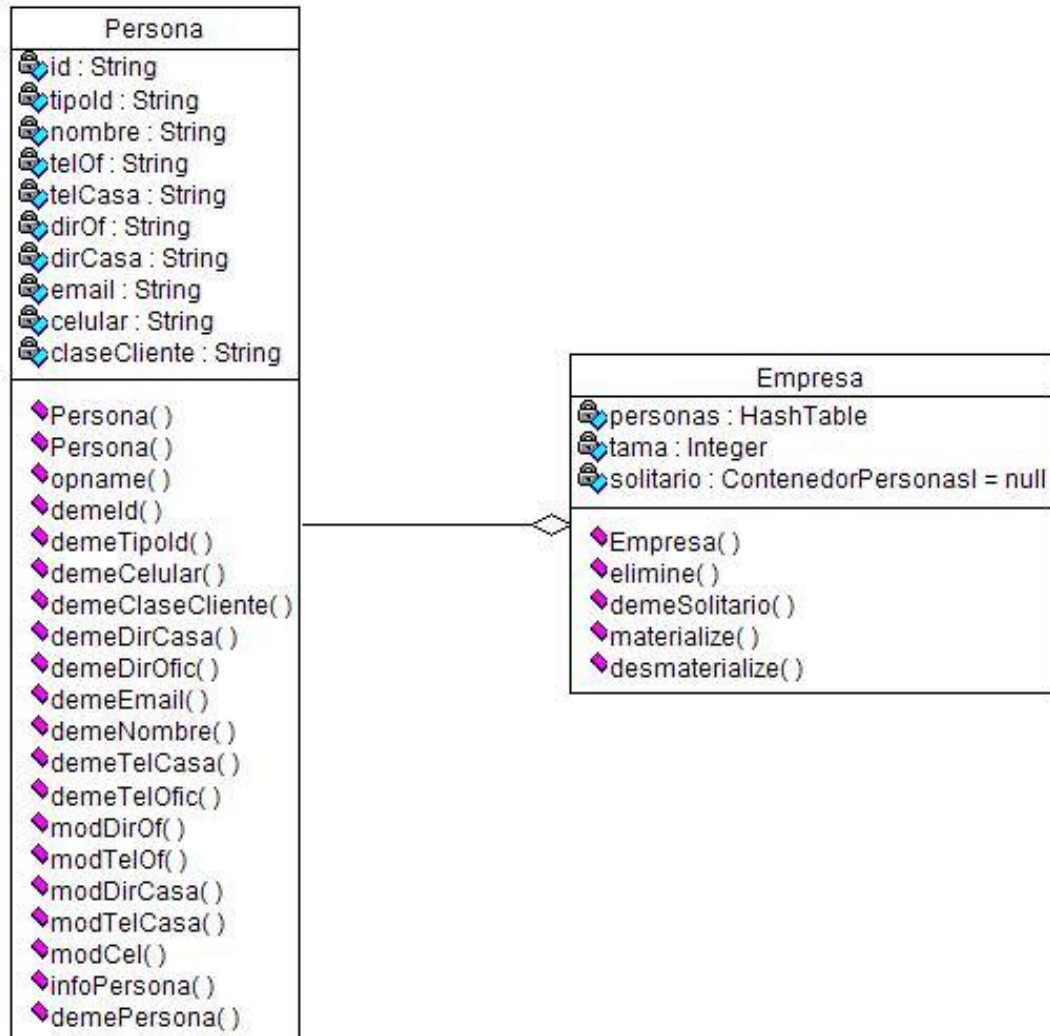 Persona
id : String
tipoId : String
nombre : String
telOf : String
telCasa : String
dirOf : String
dirCasa : String
email : String
celular : String
claseCliente : String
Persona( )
Persona( )
opname( )
demeId( )
demeTipoId( )
demeCelular( )
demeClaseCliente( )
demeDirCasa( )
demeDirOfic( )
demeEmail( )
demeNombre( )
demeTelCasa( )
demeTelOfic( )
modDirOf( )
modTelOf( )
modDirCasa( )
modTelCasa( )
modCel( )
infoPersona( )
demePersona( )
Empresa
personas : HashTable
tama : Integer
solitario : ContenedorPersonasI = null
Empresa( )
elimine( )
demeSolitario( )
materialize( )
desmaterialize( )